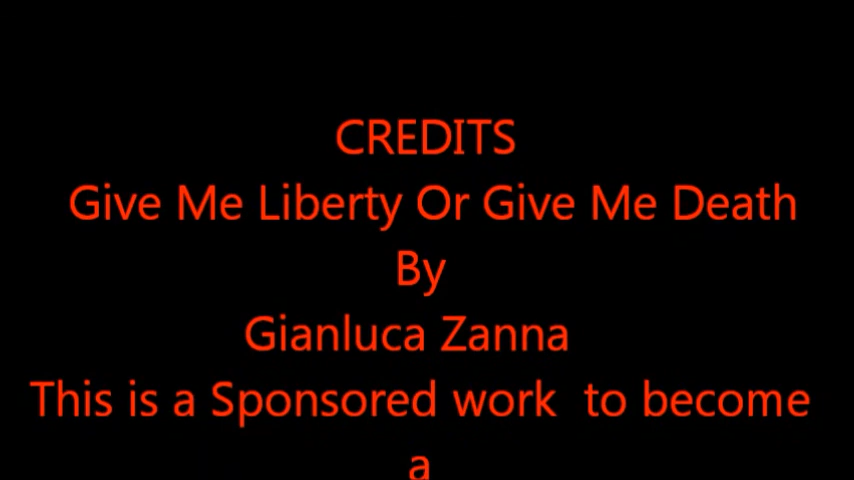 CREDITS
Give Me Liberty Or Give Me Death
By
Gianluca Zanna
This is a Sponsored work to become
a